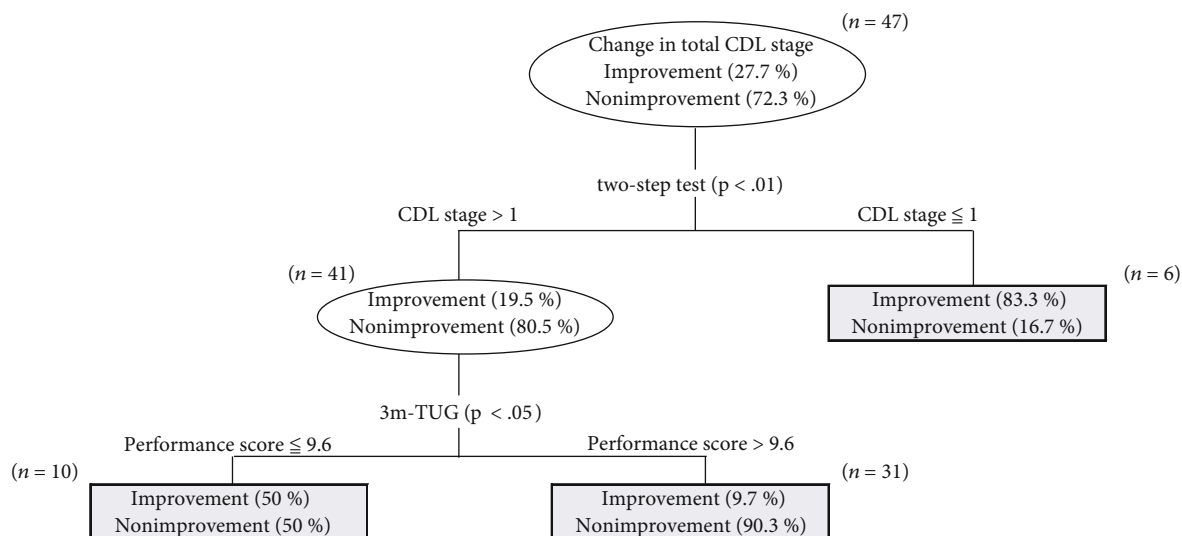 (n = 47)
Change in total CDL stage
Improvement (27.7 %)
Nonimprovement (72.3 %)
two-step test (p < .01)
CDL stage > 1
CDL stage ≦ 1
(n = 41)
Improvement (19.5 %)
Nonimprovement (80.5 %)
(n = 6)
Improvement (83.3 %)
Nonimprovement (16.7 %)
3m-TUG (p < .05)
Performance score ≦ 9.6
Performance score > 9.6
(n = 10)
Improvement (50 %)
Nonimprovement (50 %)
(n = 31)
Improvement (9.7 %)
Nonimprovement (90.3 %)